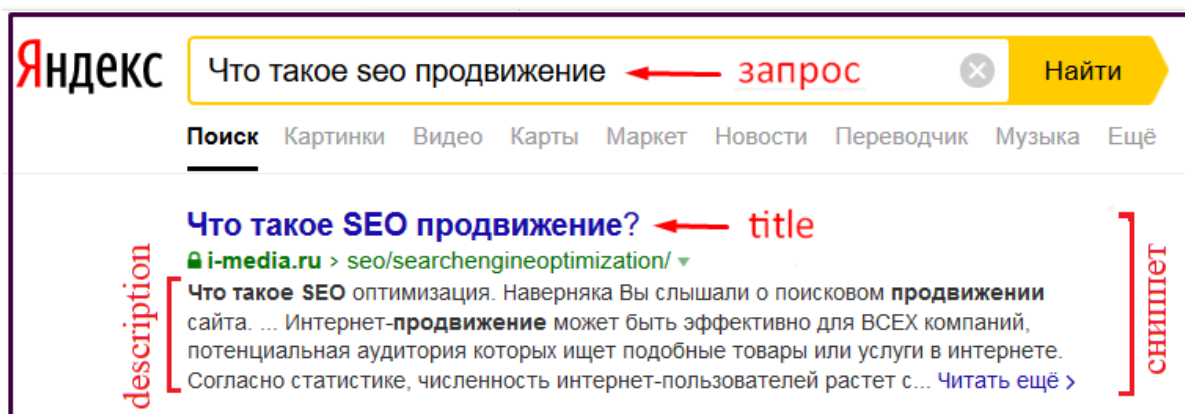 Яндекс Что такое seo продвижение запрос Найти
Поиск Картинки Видео Карты Маркет Новости Переводчик Музыка Ещё
Что такое SEO продвижение? title
i-media.ru > seo/searchengineoptimization/
description
Что такое SEO оптимизация. Наверняка Вы слышали о поисковом продвижении
сайта. ... Интернет-продвижение может быть эффективно для ВСЕХ компаний,
потенциальная аудитория которых ищет подобные товары или услуги в интернете.
Согласно статистике, численность интернет-пользователей растет с... Читать ещё >
сниппет